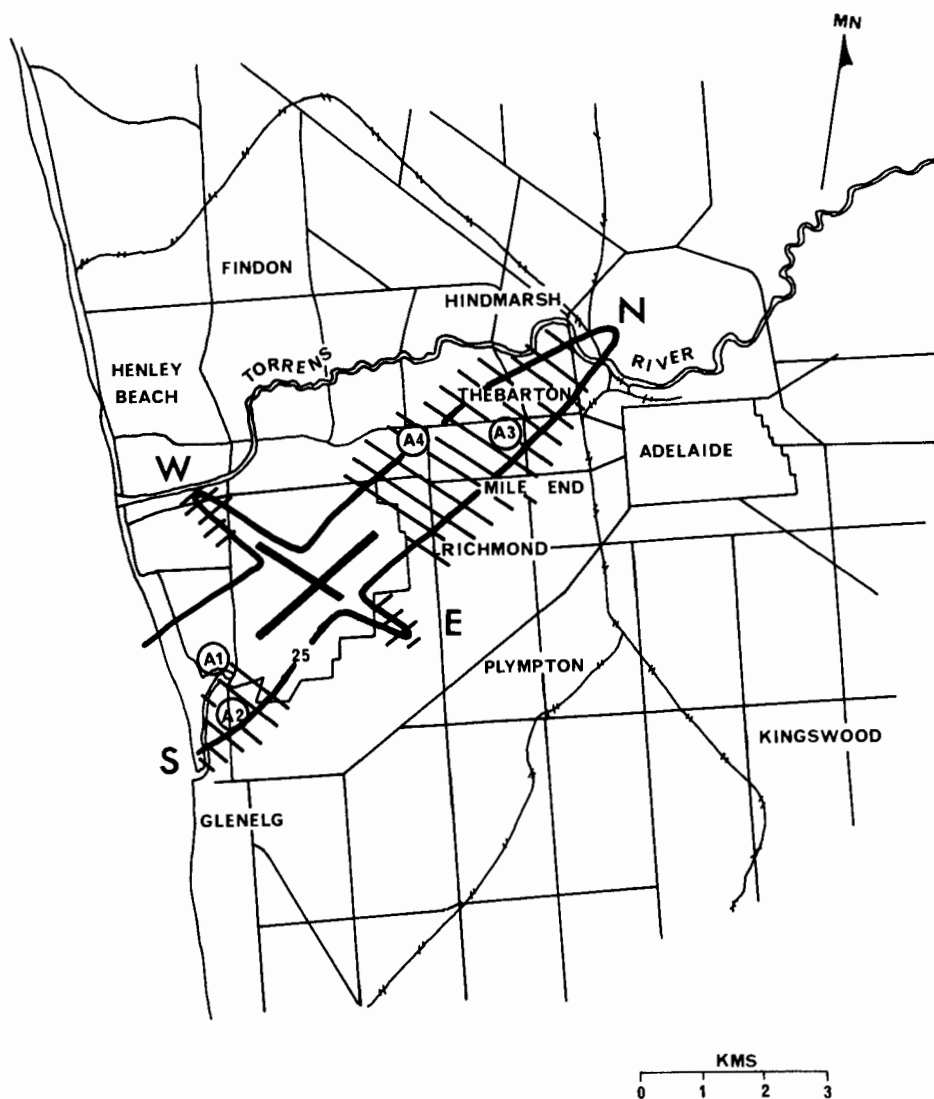 MN
FINDON
HINDMARSH
N
HENLEY
BEACH
TORRENS
RIVER
THEBARTON
A4
A3
ADELAIDE
W
MILE END
RICHMOND
E
A1
25
PLYMPTON
A2
S
KINGSWOOD
GLENELG
KMS
0 1 2 3